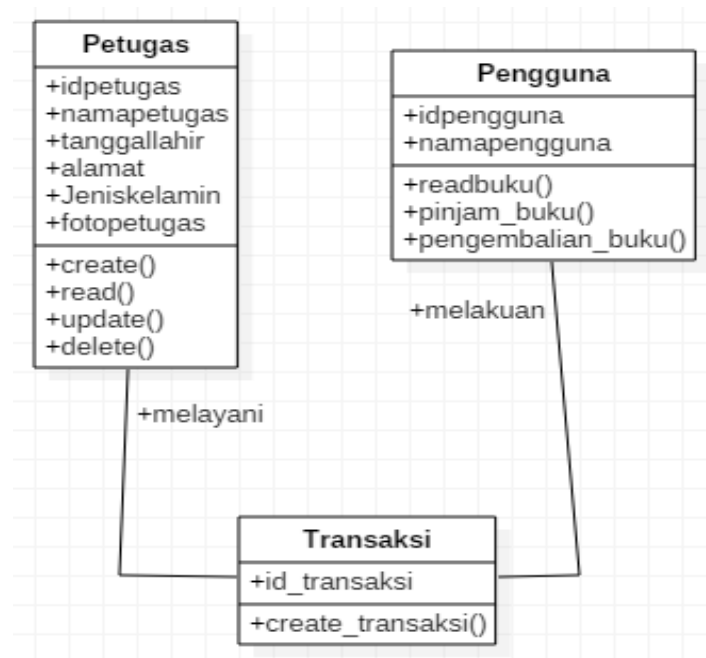 Petugas
+idpetugas
+namapetugas
+tanggallahir
+alamat
+Jeniskelamin
+fotopetugas
+create()
+read()
+update()
+delete()
+melayani
Pengguna
+idpengguna
+namapengguna
+readbuku()
+pinjam_buku()
+pengembalian_buku()
+melakuan
Transaksi
+id_transaksi
+create_transaksi()